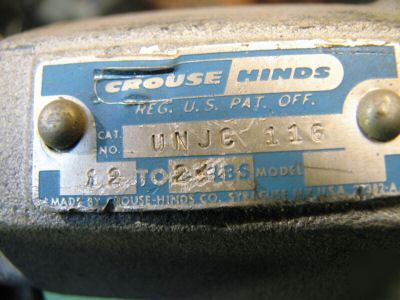 CROUSE HINDS
REG. U.S. PAT. OFF.
CAT. NO. UNJC 116
12 TO LBS MODEL
MADE BY CROUSE-HINDS CO. SYRACUSE N.Y. U.S.A.